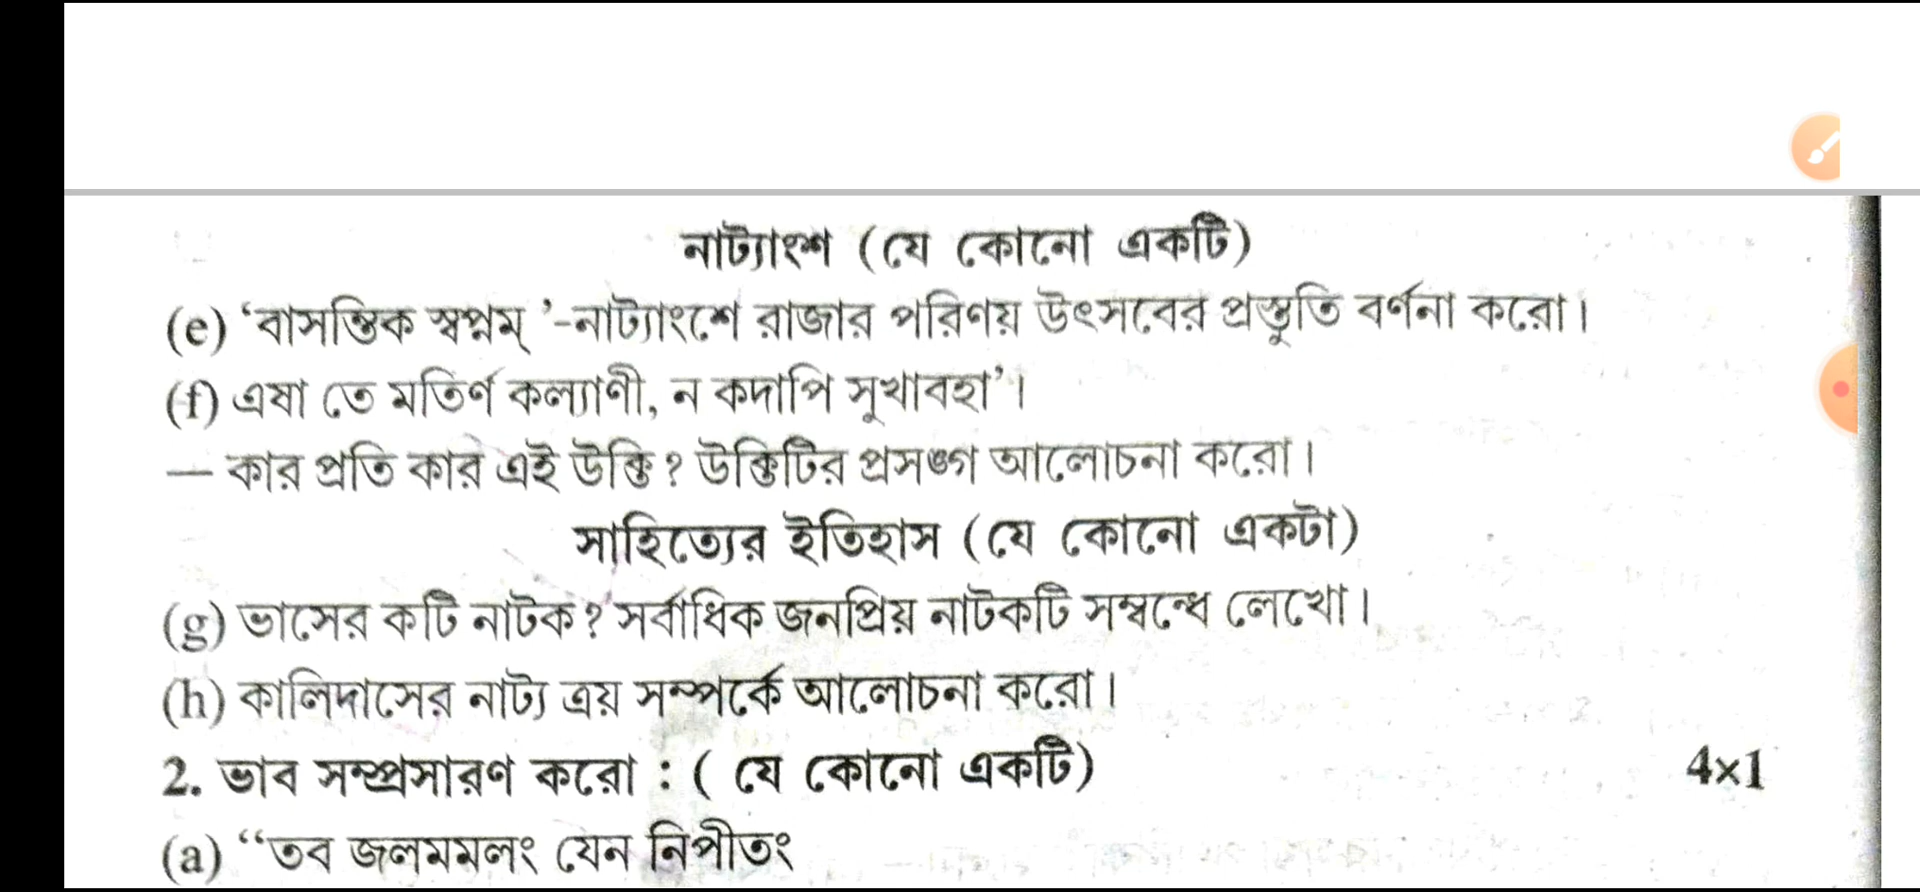 নাট্যাংশ (যে কোনো একটি)
(e) ‘বাসন্তিক স্বপ্নম্ ’-নাট্যাংশে রাজার পরিণয় উৎসবের প্রস্তুতি বর্ণনা করো।
(f) এষা তে মতির্ণ কল্যাণী, ন কদাপি সুখাবহা’।
— কার প্রতি কার এই উক্তি ? উক্তিটির প্রসঙ্গ আলোচনা করো।
সাহিত্যের ইতিহাস (যে কোনো একটা)
(g) ভাসের কটি নাটক ? সর্বাধিক জনপ্রিয় নাটকটি সম্বন্ধে লেখো।
(h) কালিদাসের নাট্য ত্রয় সম্পর্কে আলোচনা করো।
2. ভাব সম্প্রসারণ করো : ( যে কোনো একটি) 4×1
(a) “তব জলমমলং যেন নিপীতং